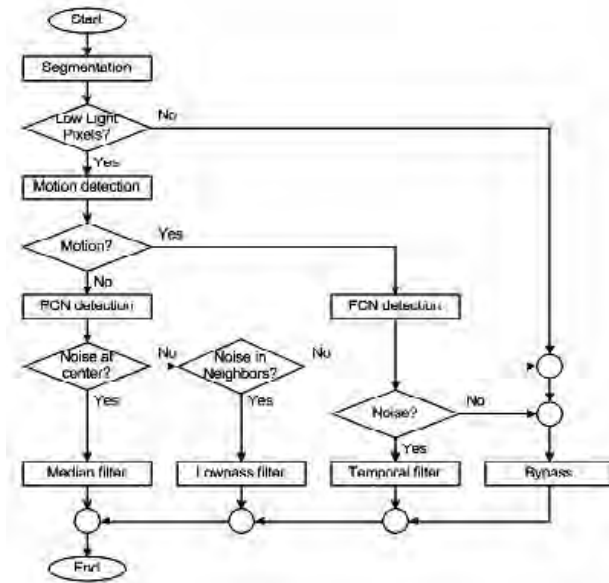 Start
Segmentation
Low Light
Pixels?
No
Yes
Motion detection
Motion?
Yes
No
FCN detection
FCN detection
Noise at
center?
No
Noise in
Neighbors?
No
Yes
Yes
Noise?
No
Yes
Median filter
Lowpass filter
Temporal filter
Bypass
End